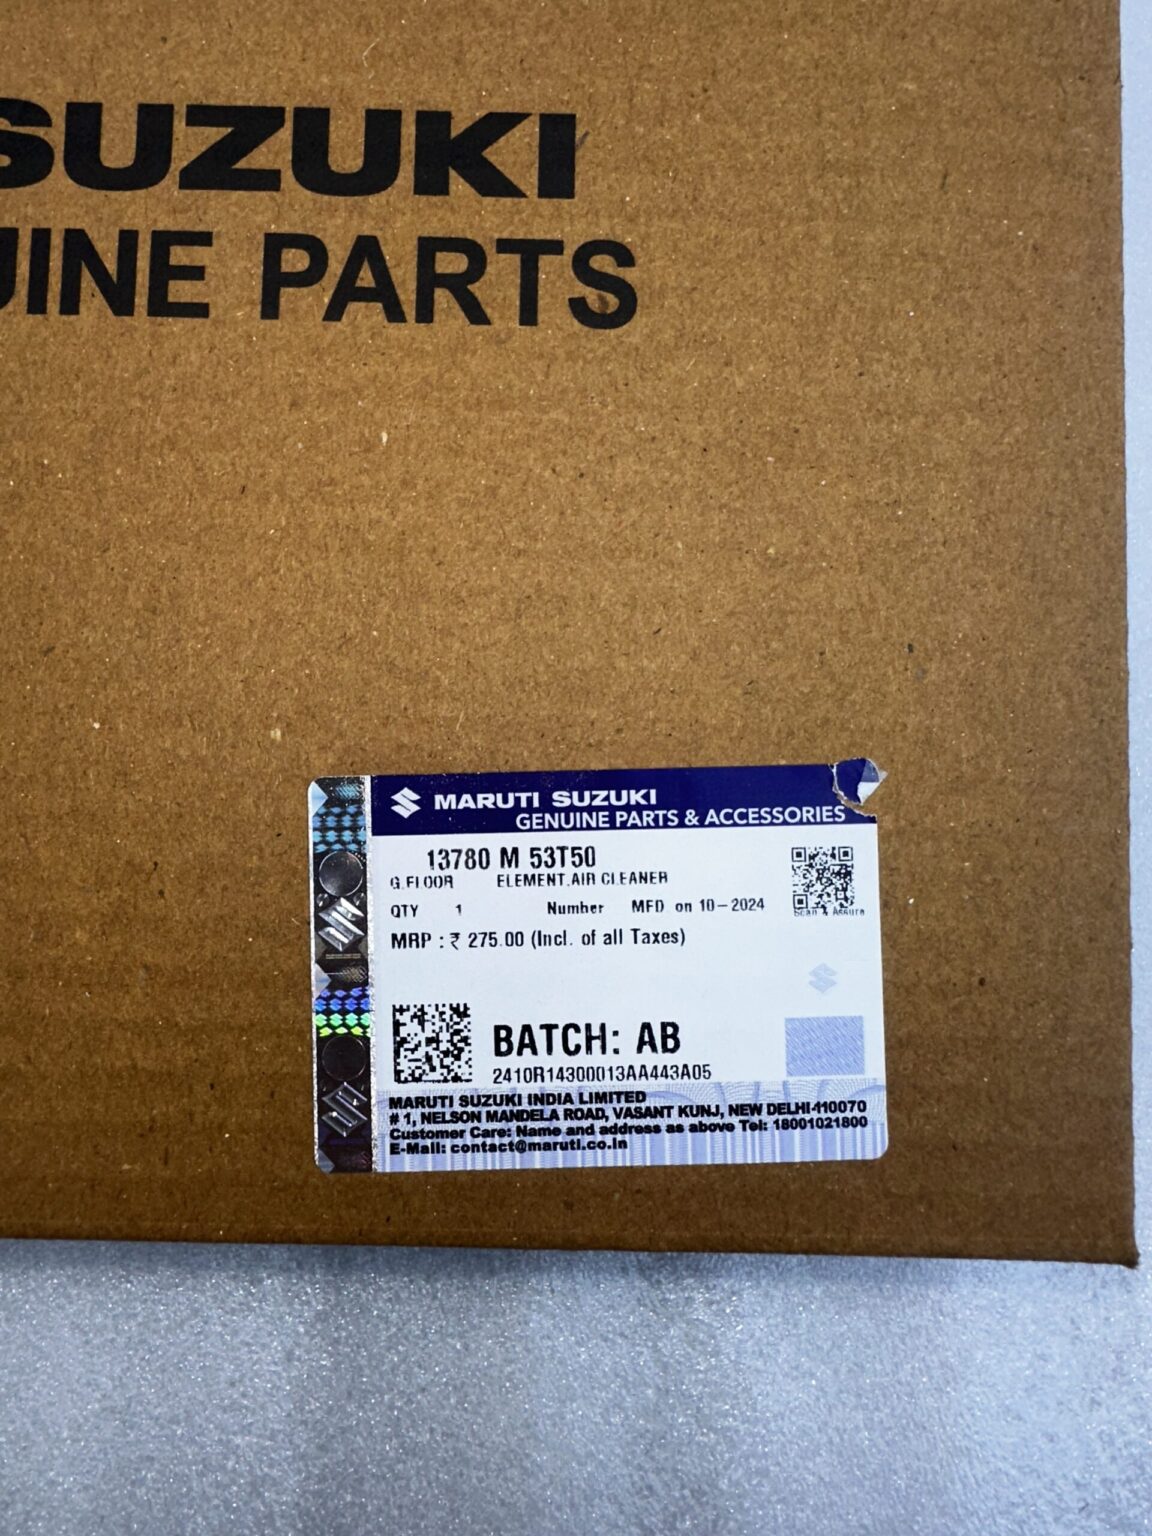 SUZUKI
UINE PARTS
MARUTI SUZUKI
GENUINE PARTS & ACCESSORIES
13780 M 53T50
G.FLOOR ELEMENT.AIR CLEANER
QTY 1 Number MFD on 10-2024
Scan & Assure
MRP : ₹ 275.00 (Incl. of all Taxes)
BATCH: AB
2410R14300013AA443A05
MARUTI SUZUKI INDIA LIMITED
# 1, NELSON MANDELA ROAD, VASANT KUNJ, NEW DELHI-110070
Customer Care: Name and address as above Tel: 18001021800
E-Mail: contact@maruti.co.in